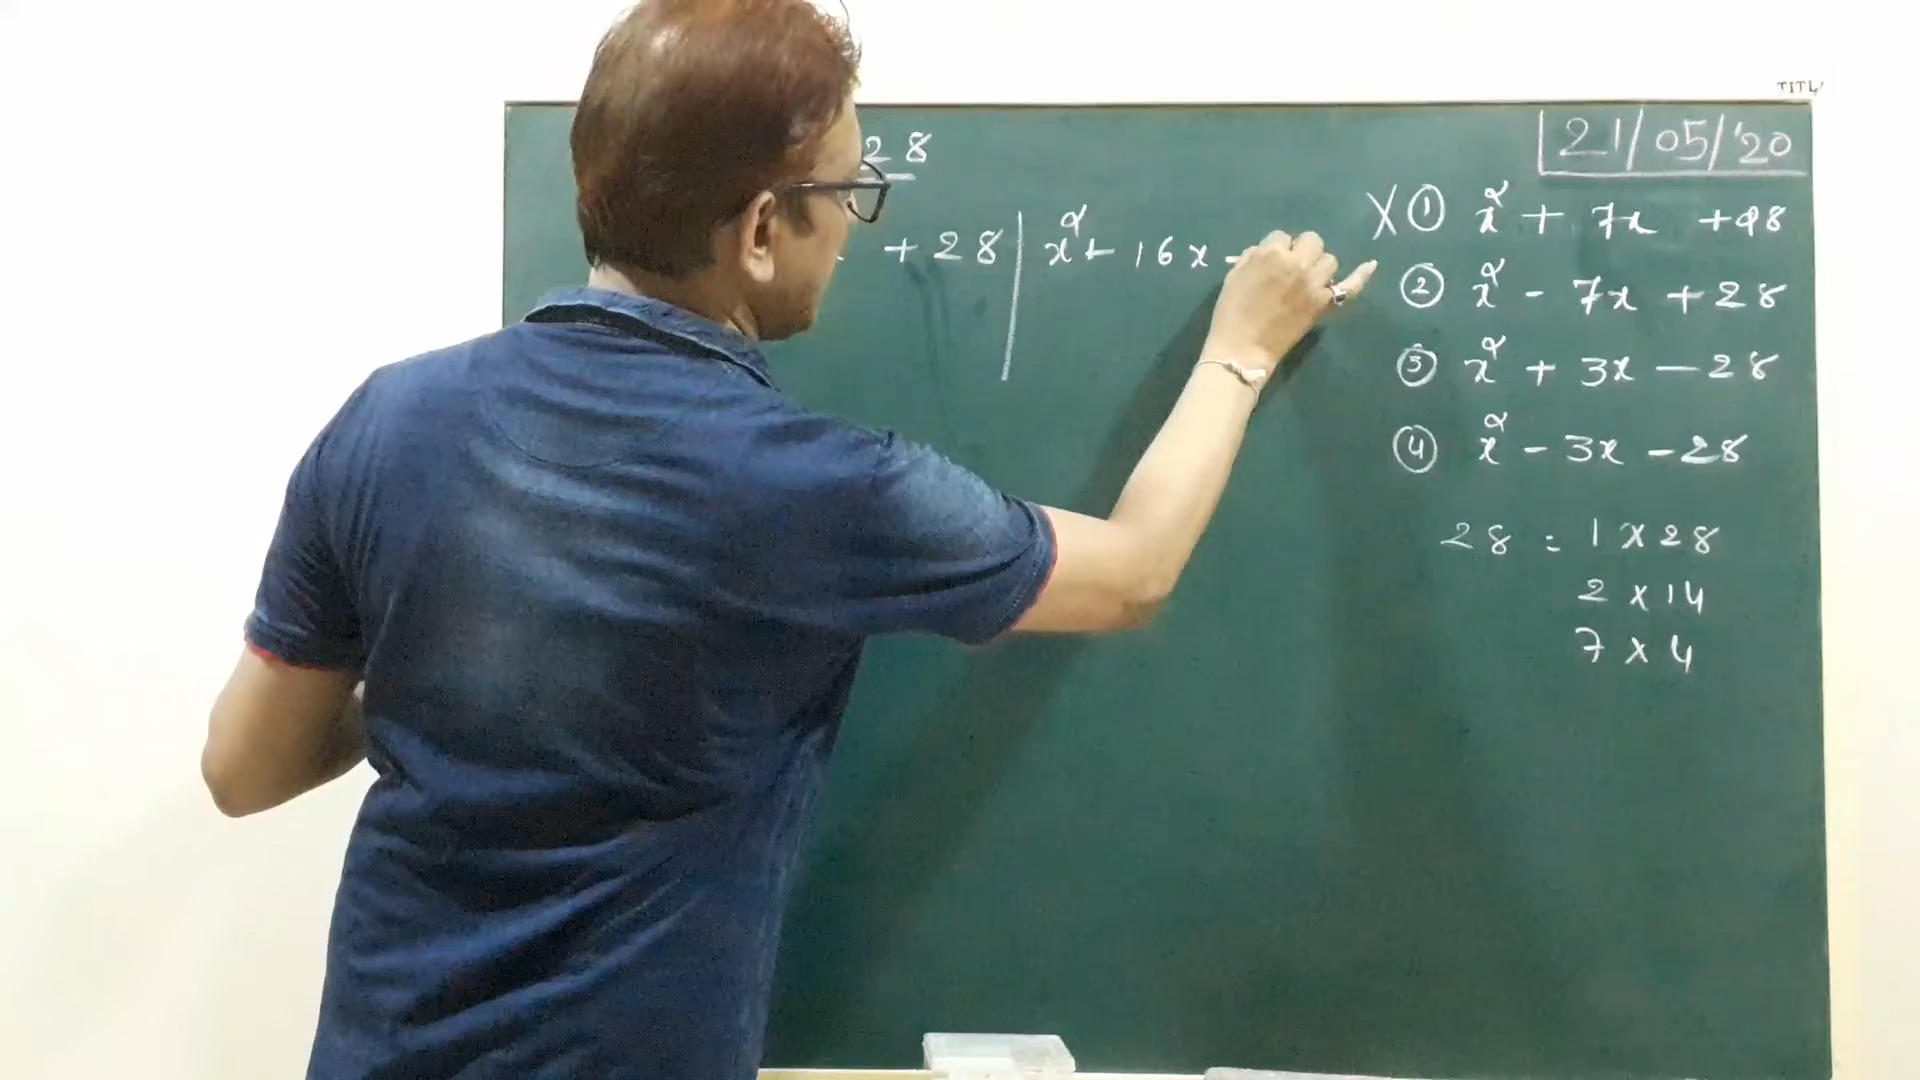 TITL
21/05/'20
28
+ 28 | x² + 16x -
X ① x² + 7x + 28
② x² - 7x + 28
③ x² + 3x - 28
④ x² - 3x - 28
28 = 1 x 28
2 x 14
7 x 4